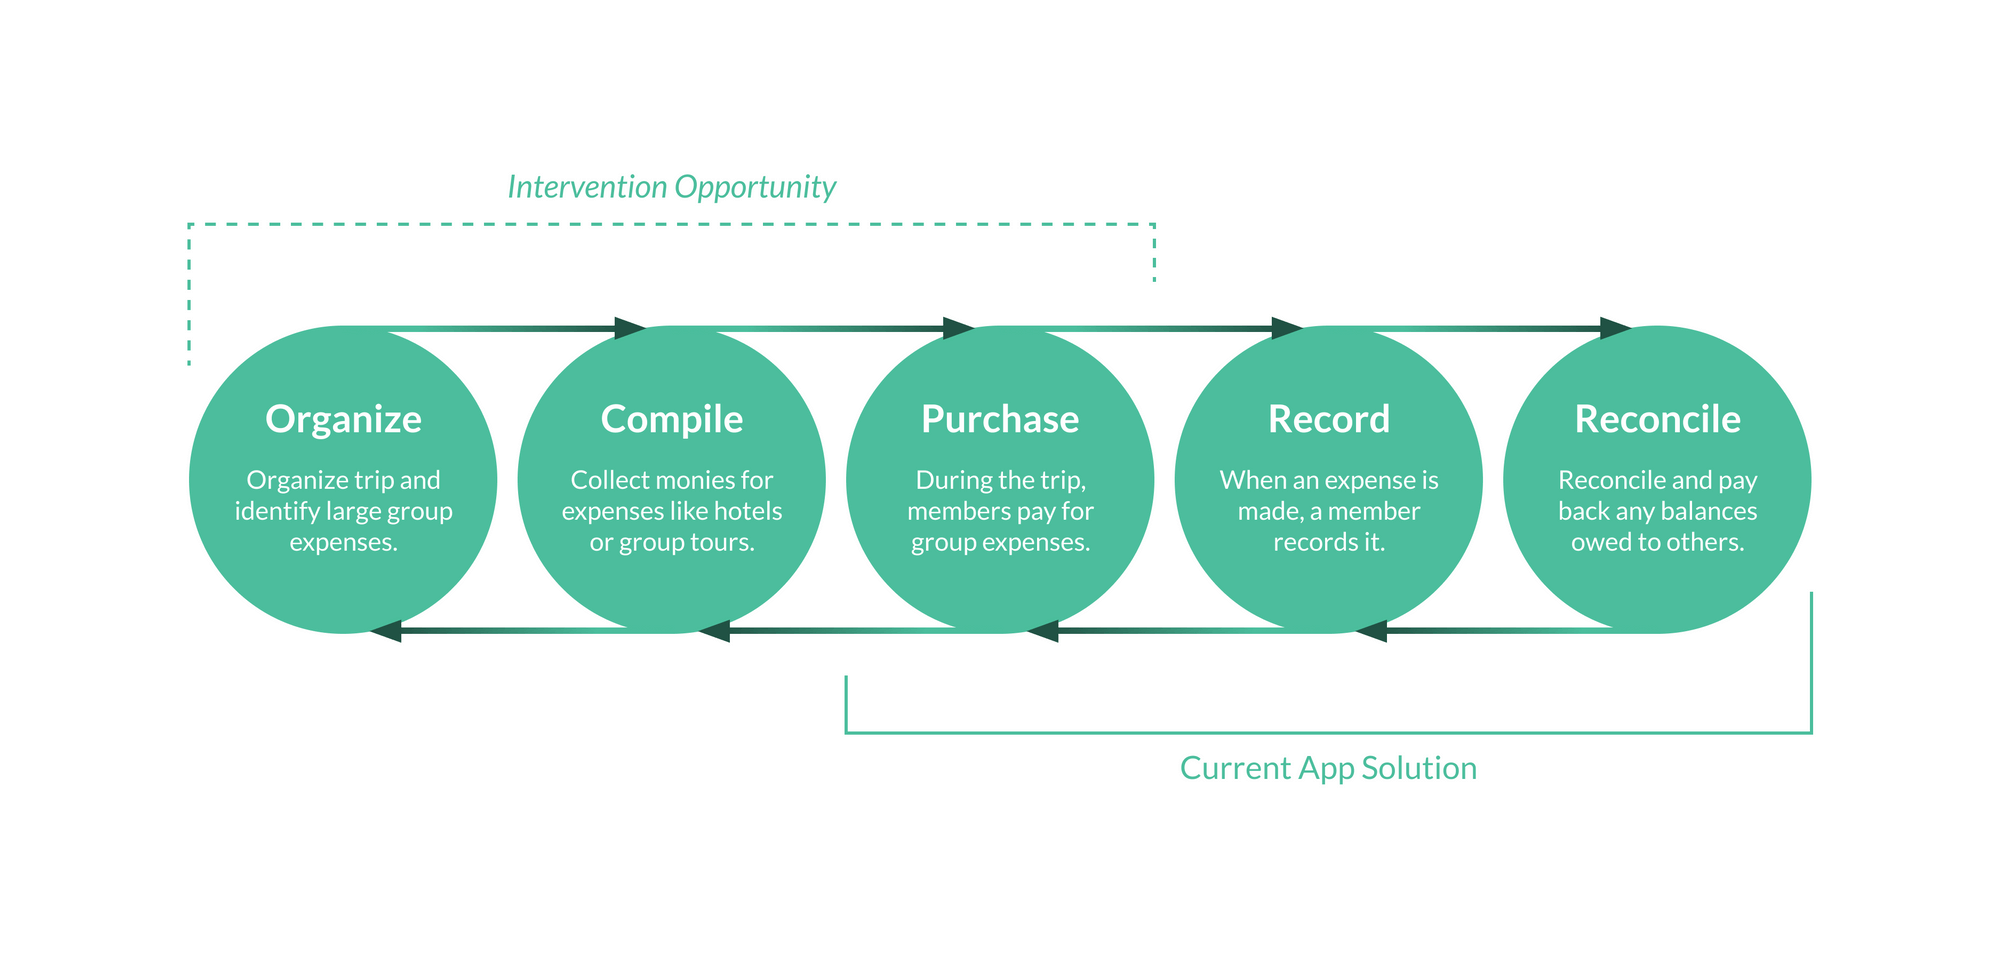 Intervention Opportunity
Organize
Organize trip and
identify large group
expenses.
Compile
Collect monies for
expenses like hotels
or group tours.
Purchase
During the trip,
members pay for
group expenses.
Record
When an expense is
made, a member
records it.
Reconcile
Reconcile and pay
back any balances
owed to others.
Current App Solution